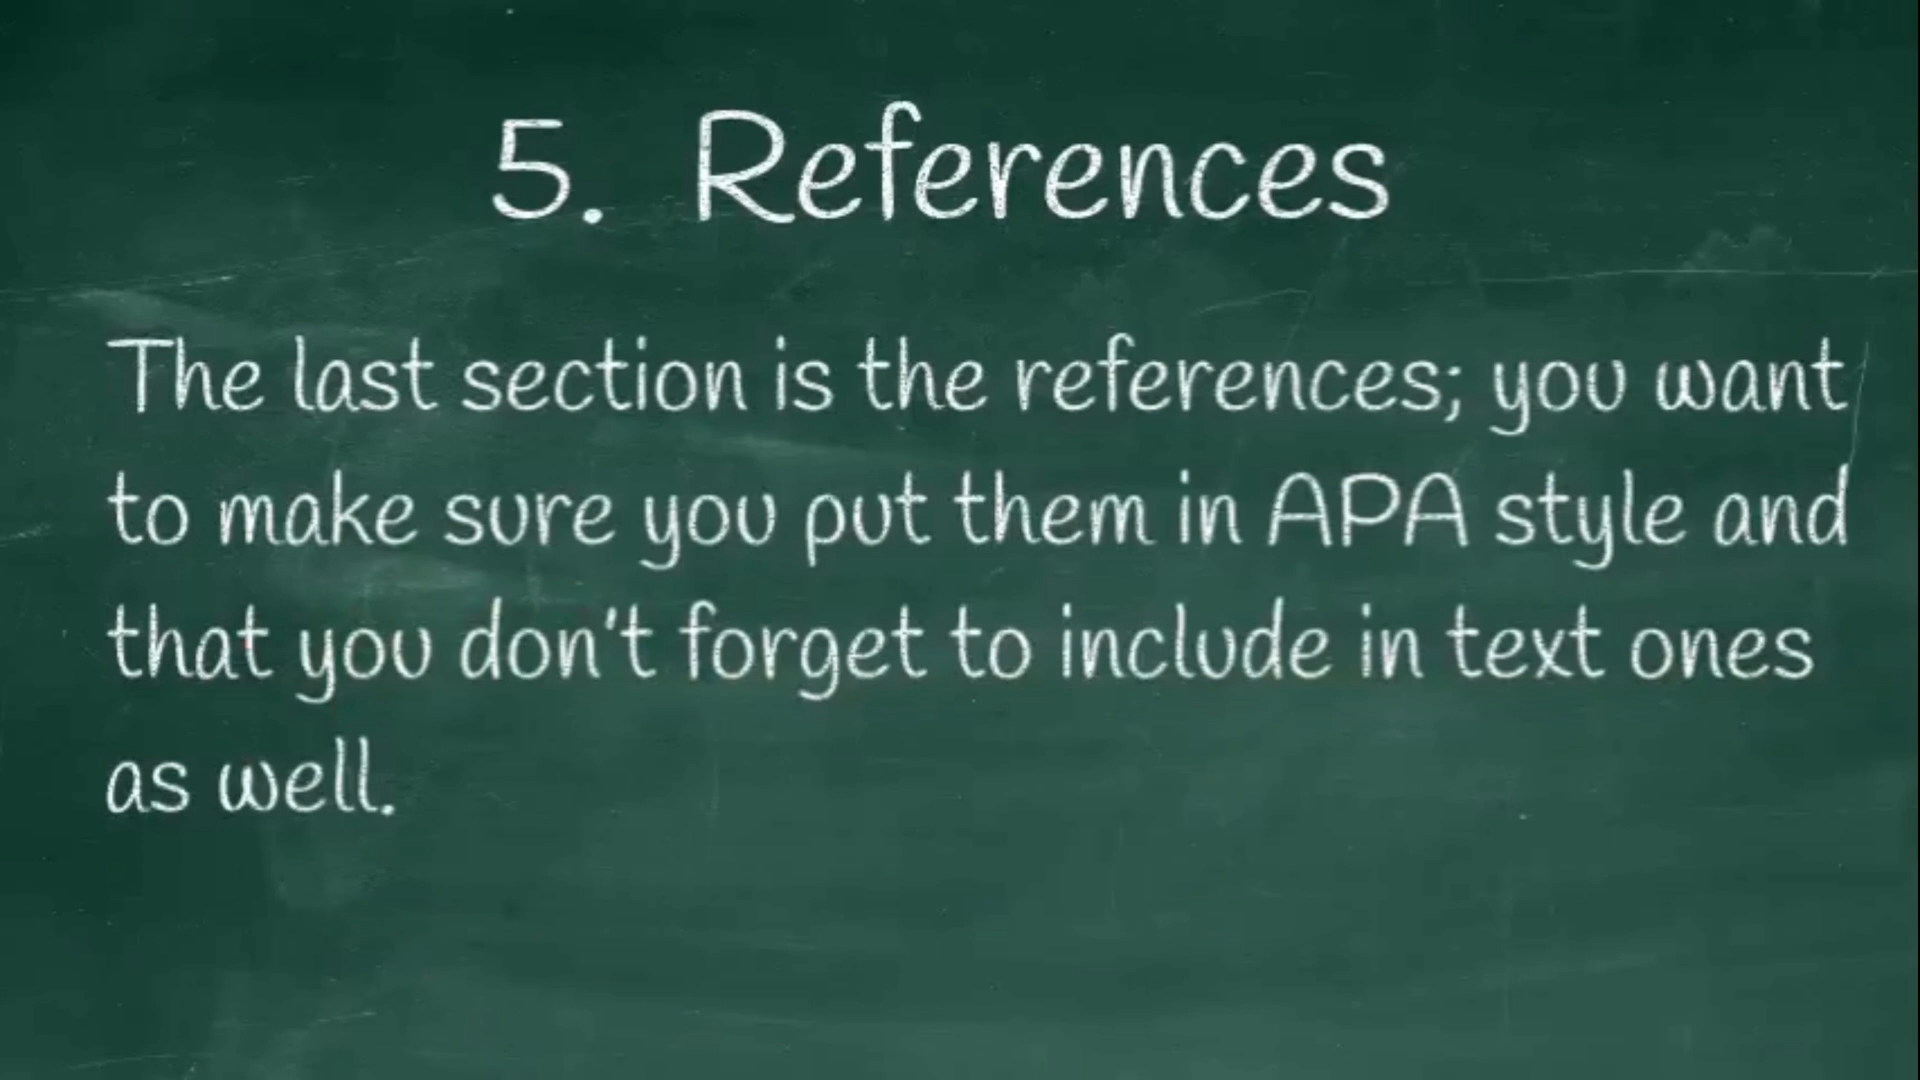 5. References
The last section is the references; you want
to make sure you put them in APA style and
that you don't forget to include in text ones
as well.